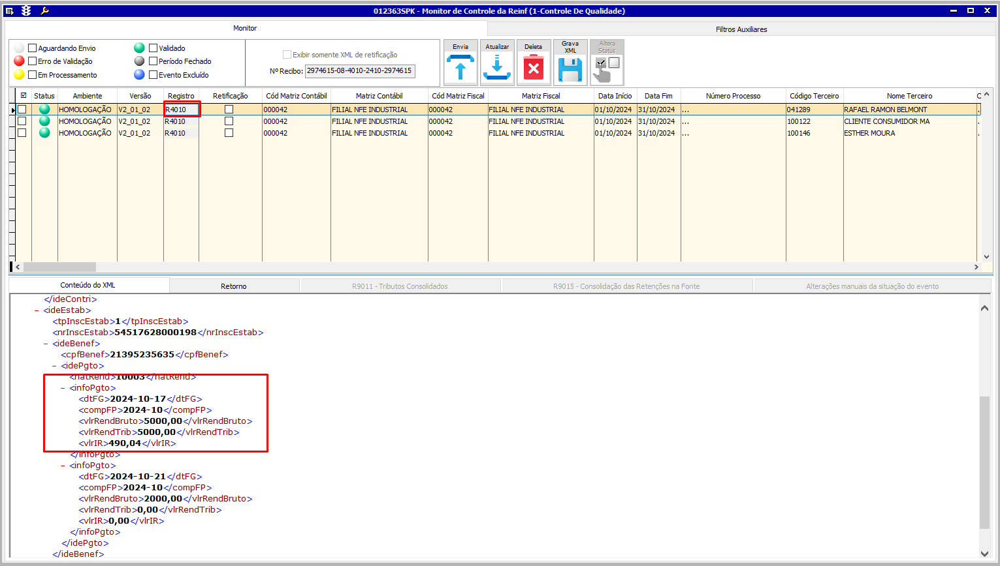 012363SPK - Monitor de Controle da Reinf (1-Controle De Qualidade)
Monitor Filtros Auxiliares
Aguardando Envio Validado
Erro de Validação Período Fechado
Em Processamento Evento Excluído
Exibir somente XML de retificação
Nº Recibo: 2974615-08-4010-2410-2974615
Envia Atualizar Deleta Grava XML Altera Status
Status Ambiente Versão Registro Retificação Cód Matriz Contábil Matriz Contábil Cód Matriz Fiscal Matriz Fiscal Data Início Data Fim Número Processo Código Terceiro Nome Terceiro
HOMOLOGAÇÃO V2_01_02 R4010 000042 FILIAL NFE INDUSTRIAL 000042 FILIAL NFE INDUSTRIAL 01/10/2024 31/10/2024 ... 041289 RAFAEL RAMON BELMONT
HOMOLOGAÇÃO V2_01_02 R4010 000042 FILIAL NFE INDUSTRIAL 000042 FILIAL NFE INDUSTRIAL 01/10/2024 31/10/2024 ... 100122 CLIENTE CONSUMIDOR MA
HOMOLOGAÇÃO V2_01_02 R4010 000042 FILIAL NFE INDUSTRIAL 000042 FILIAL NFE INDUSTRIAL 01/10/2024 31/10/2024 ... 100146 ESTHER MOURA
Conteúdo do XML Retorno R9011 - Tributos Consolidados R9015 - Consolidação das Retenções na Fonte Alterações manuais da situação do evento
</ideContri>
- <ideEstab>
<tpInscEstab>1</tpInscEstab>
<nrInscEstab>54517628000198</nrInscEstab>
- <ideBenef>
<cpfBenef>21395235635</cpfBenef>
- <idePgto>
<natRend>10003</natRend>
- <infoPgto>
<dtFG>2024-10-17</dtFG>
<compFP>2024-10</compFP>
<vlrRendBruto>5000,00</vlrRendBruto>
<vlrRendTrib>5000,00</vlrRendTrib>
<vlrIR>490,04</vlrIR>
</infoPgto>
- <infoPgto>
<dtFG>2024-10-21</dtFG>
<compFP>2024-10</compFP>
<vlrRendBruto>2000,00</vlrRendBruto>
<vlrRendTrib>0,00</vlrRendTrib>
<vlrIR>0,00</vlrIR>
</infoPgto>
</idePgto>
</ideBenef>